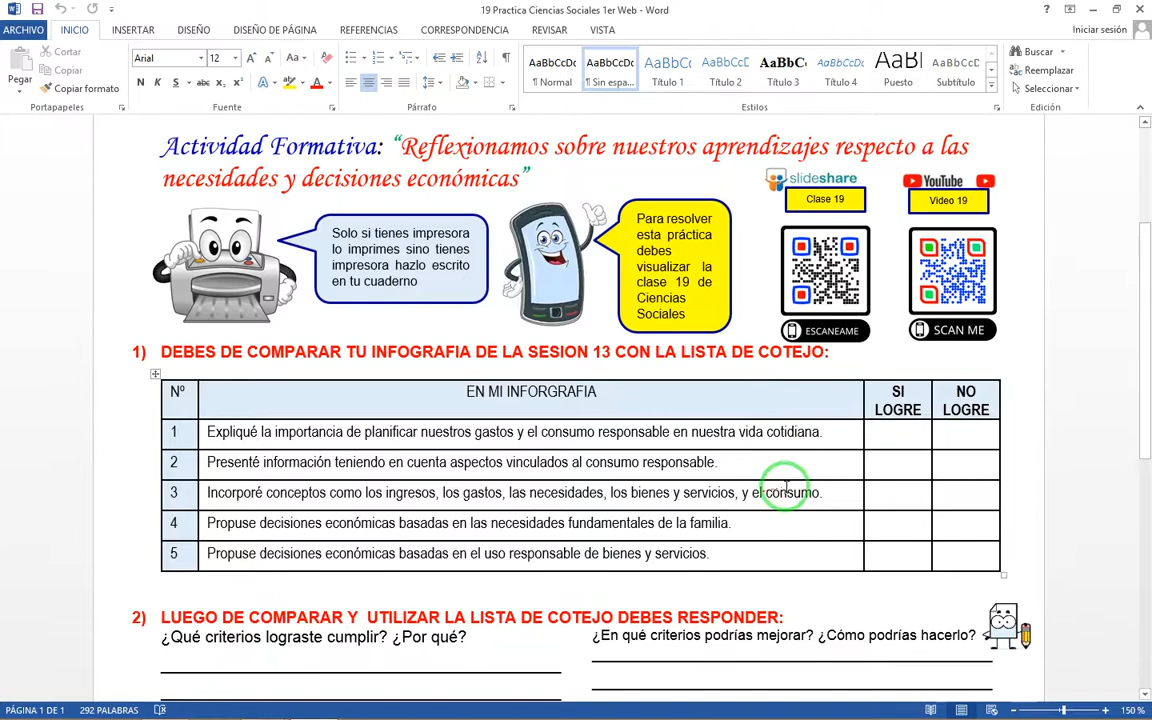 19 Practica Ciencias Sociales 1er Web - Word
ARCHIVO INICIO INSERTAR DISEÑO DISEÑO DE PÁGINA REFERENCIAS CORRESPONDENCIA REVISAR VISTA Iniciar sesión
Pegar
Cortar
Copiar
Copiar formato
Arial 12
N K S abc x₂ x²
Aa
AaBbCcDc AaBbCcDc AaBbC AaBbCcD AaBbC AaBbCcD AaBl AaBbCcD
¶ Normal ¶ Sin espa... Título 1 Título 2 Título 3 Título 4 Puesto Subtítulo
Buscar
Reemplazar
Seleccionar
Portapapeles Fuente Párrafo Estilos Edición
Actividad Formativa: “Reflexionamos sobre nuestros aprendizajes respecto a las
necesidades y decisiones económicas”
slideshare
Clase 19
ESCANEAME
YouTube
Video 19
SCAN ME
Solo si tienes impresora
lo imprimes sino tienes
impresora hazlo escrito
en tu cuaderno
Para resolver
esta práctica
debes
visualizar la
clase 19 de
Ciencias
Sociales
1) DEBES DE COMPARAR TU INFOGRAFIA DE LA SESION 13 CON LA LISTA DE COTEJO:
Nº EN MI INFORGRAFIA SI LOGRE NO LOGRE
1 Expliqué la importancia de planificar nuestros gastos y el consumo responsable en nuestra vida cotidiana.
2 Presenté información teniendo en cuenta aspectos vinculados al consumo responsable.
3 Incorporé conceptos como los ingresos, los gastos, las necesidades, los bienes y servicios, y el consumo.
4 Propuse decisiones económicas basadas en las necesidades fundamentales de la familia.
5 Propuse decisiones económicas basadas en el uso responsable de bienes y servicios.
2) LUEGO DE COMPARAR Y UTILIZAR LA LISTA DE COTEJO DEBES RESPONDER:
¿Qué criterios lograste cumplir? ¿Por qué?
¿En qué criterios podrías mejorar? ¿Cómo podrías hacerlo?
PÁGINA 1 DE 1 292 PALABRAS 150 %